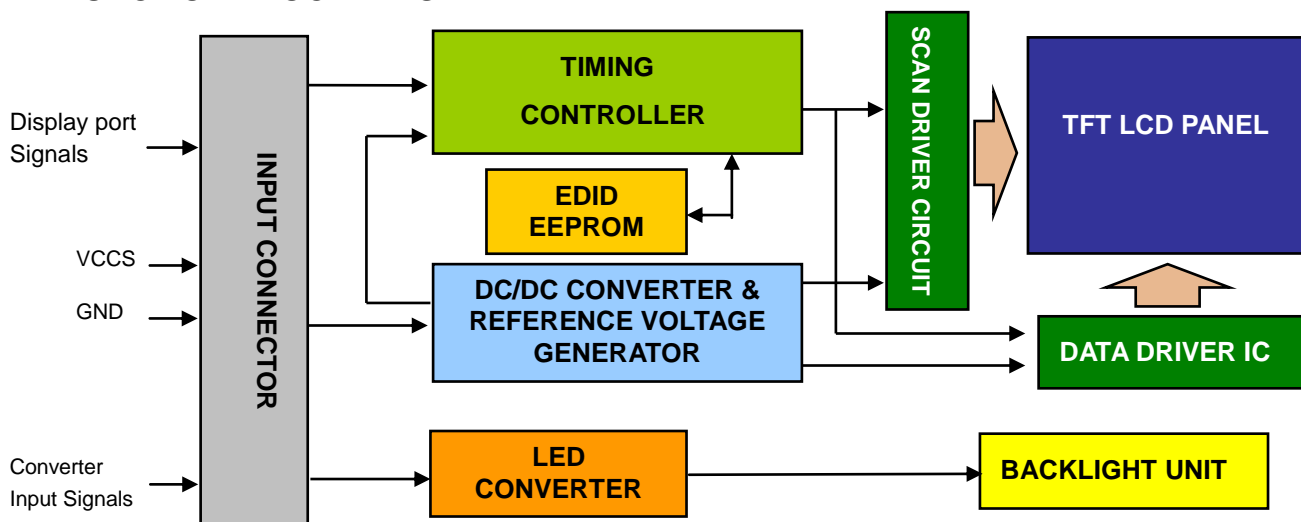 TIMING
CONTROLLER
SCAN DRIVER CIRCUIT
TFT LCD PANEL
Display port
Signals
INPUT CONNECTOR
EDID
EEPROM
VCCS
GND
DC/DC CONVERTER &
REFERENCE VOLTAGE
GENERATOR
DATA DRIVER IC
Converter
Input Signals
LED
CONVERTER
BACKLIGHT UNIT